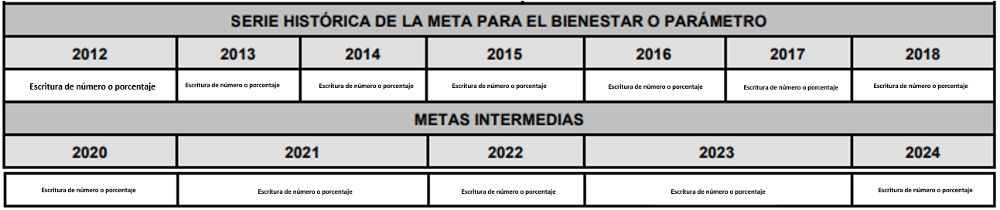 SERIE HISTÓRICA DE LA META PARA EL BIENESTAR O PARÁMETRO
2012 2013 2014 2015 2016 2017 2018
Escritura de número o porcentaje Escritura de número o porcentaje Escritura de número o porcentaje Escritura de número o porcentaje Escritura de número o porcentaje Escritura de número o porcentaje Escritura de número o porcentaje
METAS INTERMEDIAS
2020 2021 2022 2023 2024
Escritura de número o porcentaje Escritura de número o porcentaje Escritura de número o porcentaje Escritura de número o porcentaje Escritura de número o porcentaje